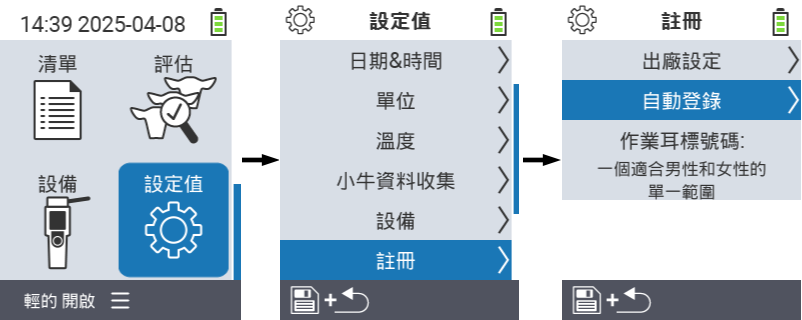 14:39 2025-04-08
清單
評估
設備
設定值
輕的 開啟
設定值
日期&時間
單位
溫度
小牛資料收集
設備
註冊
+
註冊
出廠設定
自動登錄
作業耳標號碼:
一個適合男性和女性的
單一範圍
+